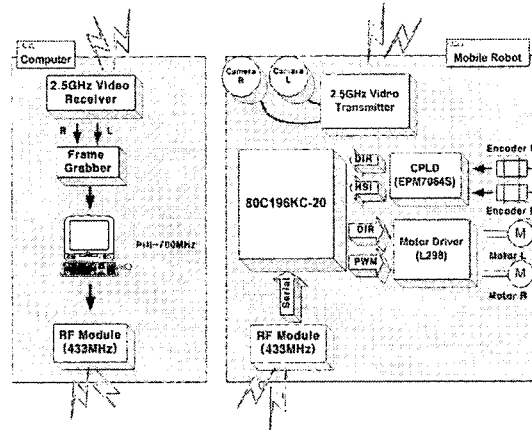 Computer
2.5GHz Video
Receiver
R L
Frame
Grabber
PIII-700MHz
RF Module
(433MHz)
Mobile Robot
Camera
R
Camera
L
2.5GHz Video
Transmitter
80C196KC-20
DIR
HSI
CPLD
(EPM7064S)
Encoder
Encoder
DIR
PWM
Motor Driver
(L298)
M
Motor L
M
Motor R
Serial
RF Module
(433MHz)